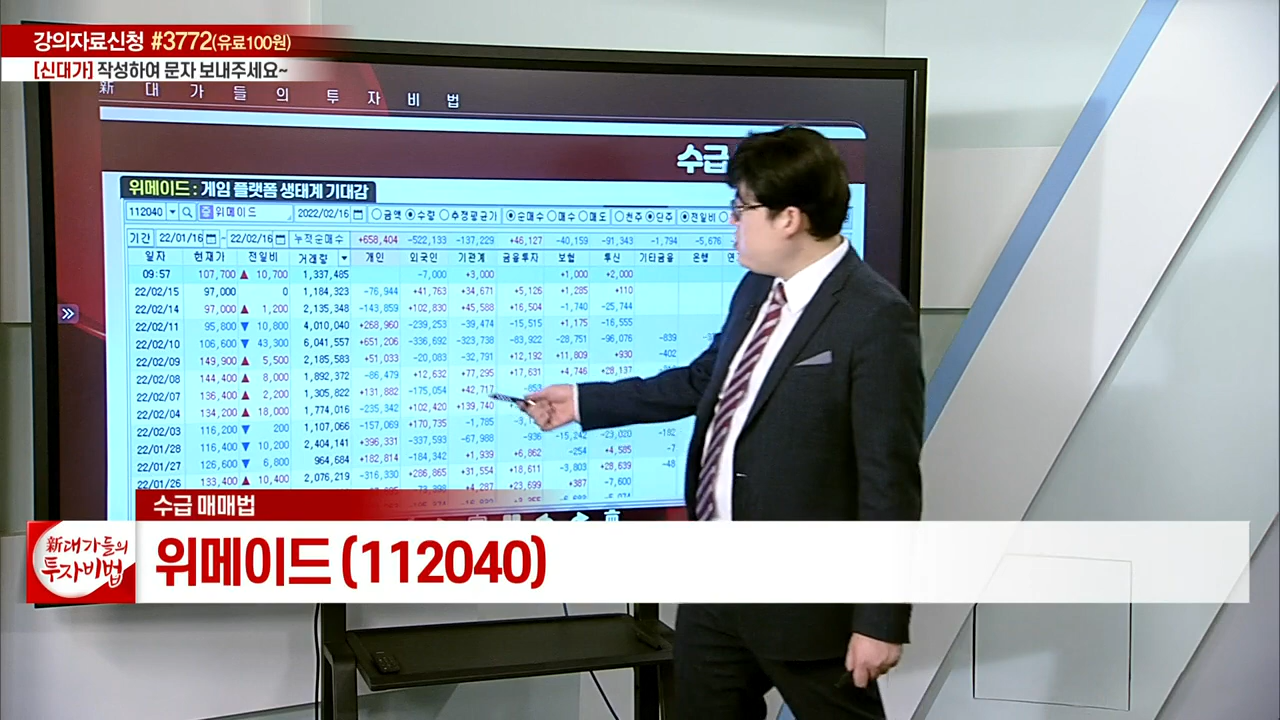 강의자료신청 #3772(유료100원)
[신대가] 작성하여 문자 보내주세요~
新 대 가 들 의 투 자 비 법
수급
위메이드 : 게임 플랫폼 생태계 기대감
112040 위메이드 2022/02/16 금액 수량 추정평균가 순매수 매수 매도 천주 단주 전일비
기간 22/01/16 - 22/02/16 누적순매수 +658,404 -522,133 -137,229 +46,127 -40,159 -91,343 -1,794 -5,676
일자 현재가 전일비 거래량 개인 외국인 기관계 금융투자 보험 투신 기타금융 은행
09:57 107,700 ▲ 10,700 1,337,485 -7,000 +3,000 +1,000 +2,000
22/02/15 97,000 0 1,184,323 -76,944 +41,763 +34,671 +5,126 +1,285 +110
22/02/14 97,000 ▲ 1,200 2,135,348 -143,859 +102,830 +45,588 +16,504 -1,740 -25,744
22/02/11 95,800 ▼ 10,800 4,010,040 +268,960 -239,253 -39,474 -15,515 +1,175 -16,555
22/02/10 106,600 ▼ 43,300 6,041,557 +651,206 -336,692 -323,738 -83,922 -28,751 -96,076 -839
22/02/09 149,900 ▲ 5,500 2,185,583 +51,033 -20,083 -32,791 +12,192 +11,809 +930 -402
22/02/08 144,400 ▲ 8,000 1,892,372 -86,479 +12,632 +77,295 +17,631 +4,746 +28,137
22/02/07 136,400 ▲ 2,200 1,305,822 +131,882 -175,054 +42,717 -853
22/02/04 134,200 ▲ 18,000 1,774,016 -235,342 +102,420 +139,740
22/02/03 116,200 ▼ 200 1,107,066 -157,069 +170,735 -1,785 -23,020 -182
22/01/28 116,400 ▼ 10,200 2,404,141 +396,331 -337,593 -67,988 -936 -15,242 +4,585 -7
22/01/27 126,600 ▼ 6,800 964,684 +182,814 -184,342 +1,939 +6,862 -254 +28,639 -48
22/01/26 133,400 ▲ 10,400 2,076,219 -316,330 +286,865 +31,554 +18,611 -3,803 -7,600
+4,287 +23,699 +387
수급 매매법
新대가들의
투자비법
위메이드 (112040)